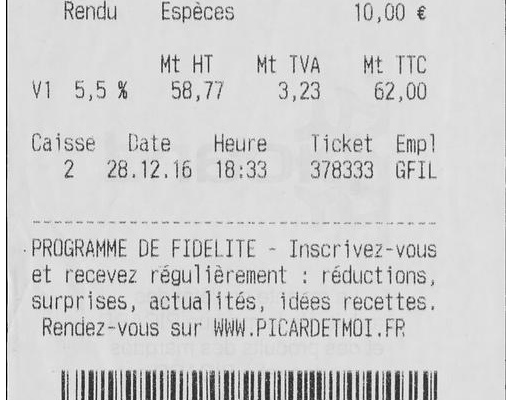 Rendu Espèces 10,00 €
Mt HT Mt TVA Mt TTC
V1 5,5 % 58,77 3,23 62,00
Caisse Date Heure Ticket Empl
2 28.12.16 18:33 378333 GFIL
PROGRAMME DE FIDELITE - Inscrivez-vous
et recevez régulièrement : réductions,
surprises, actualités, idées recettes.
Rendez-vous sur WWW.PICARDETMOI.FR